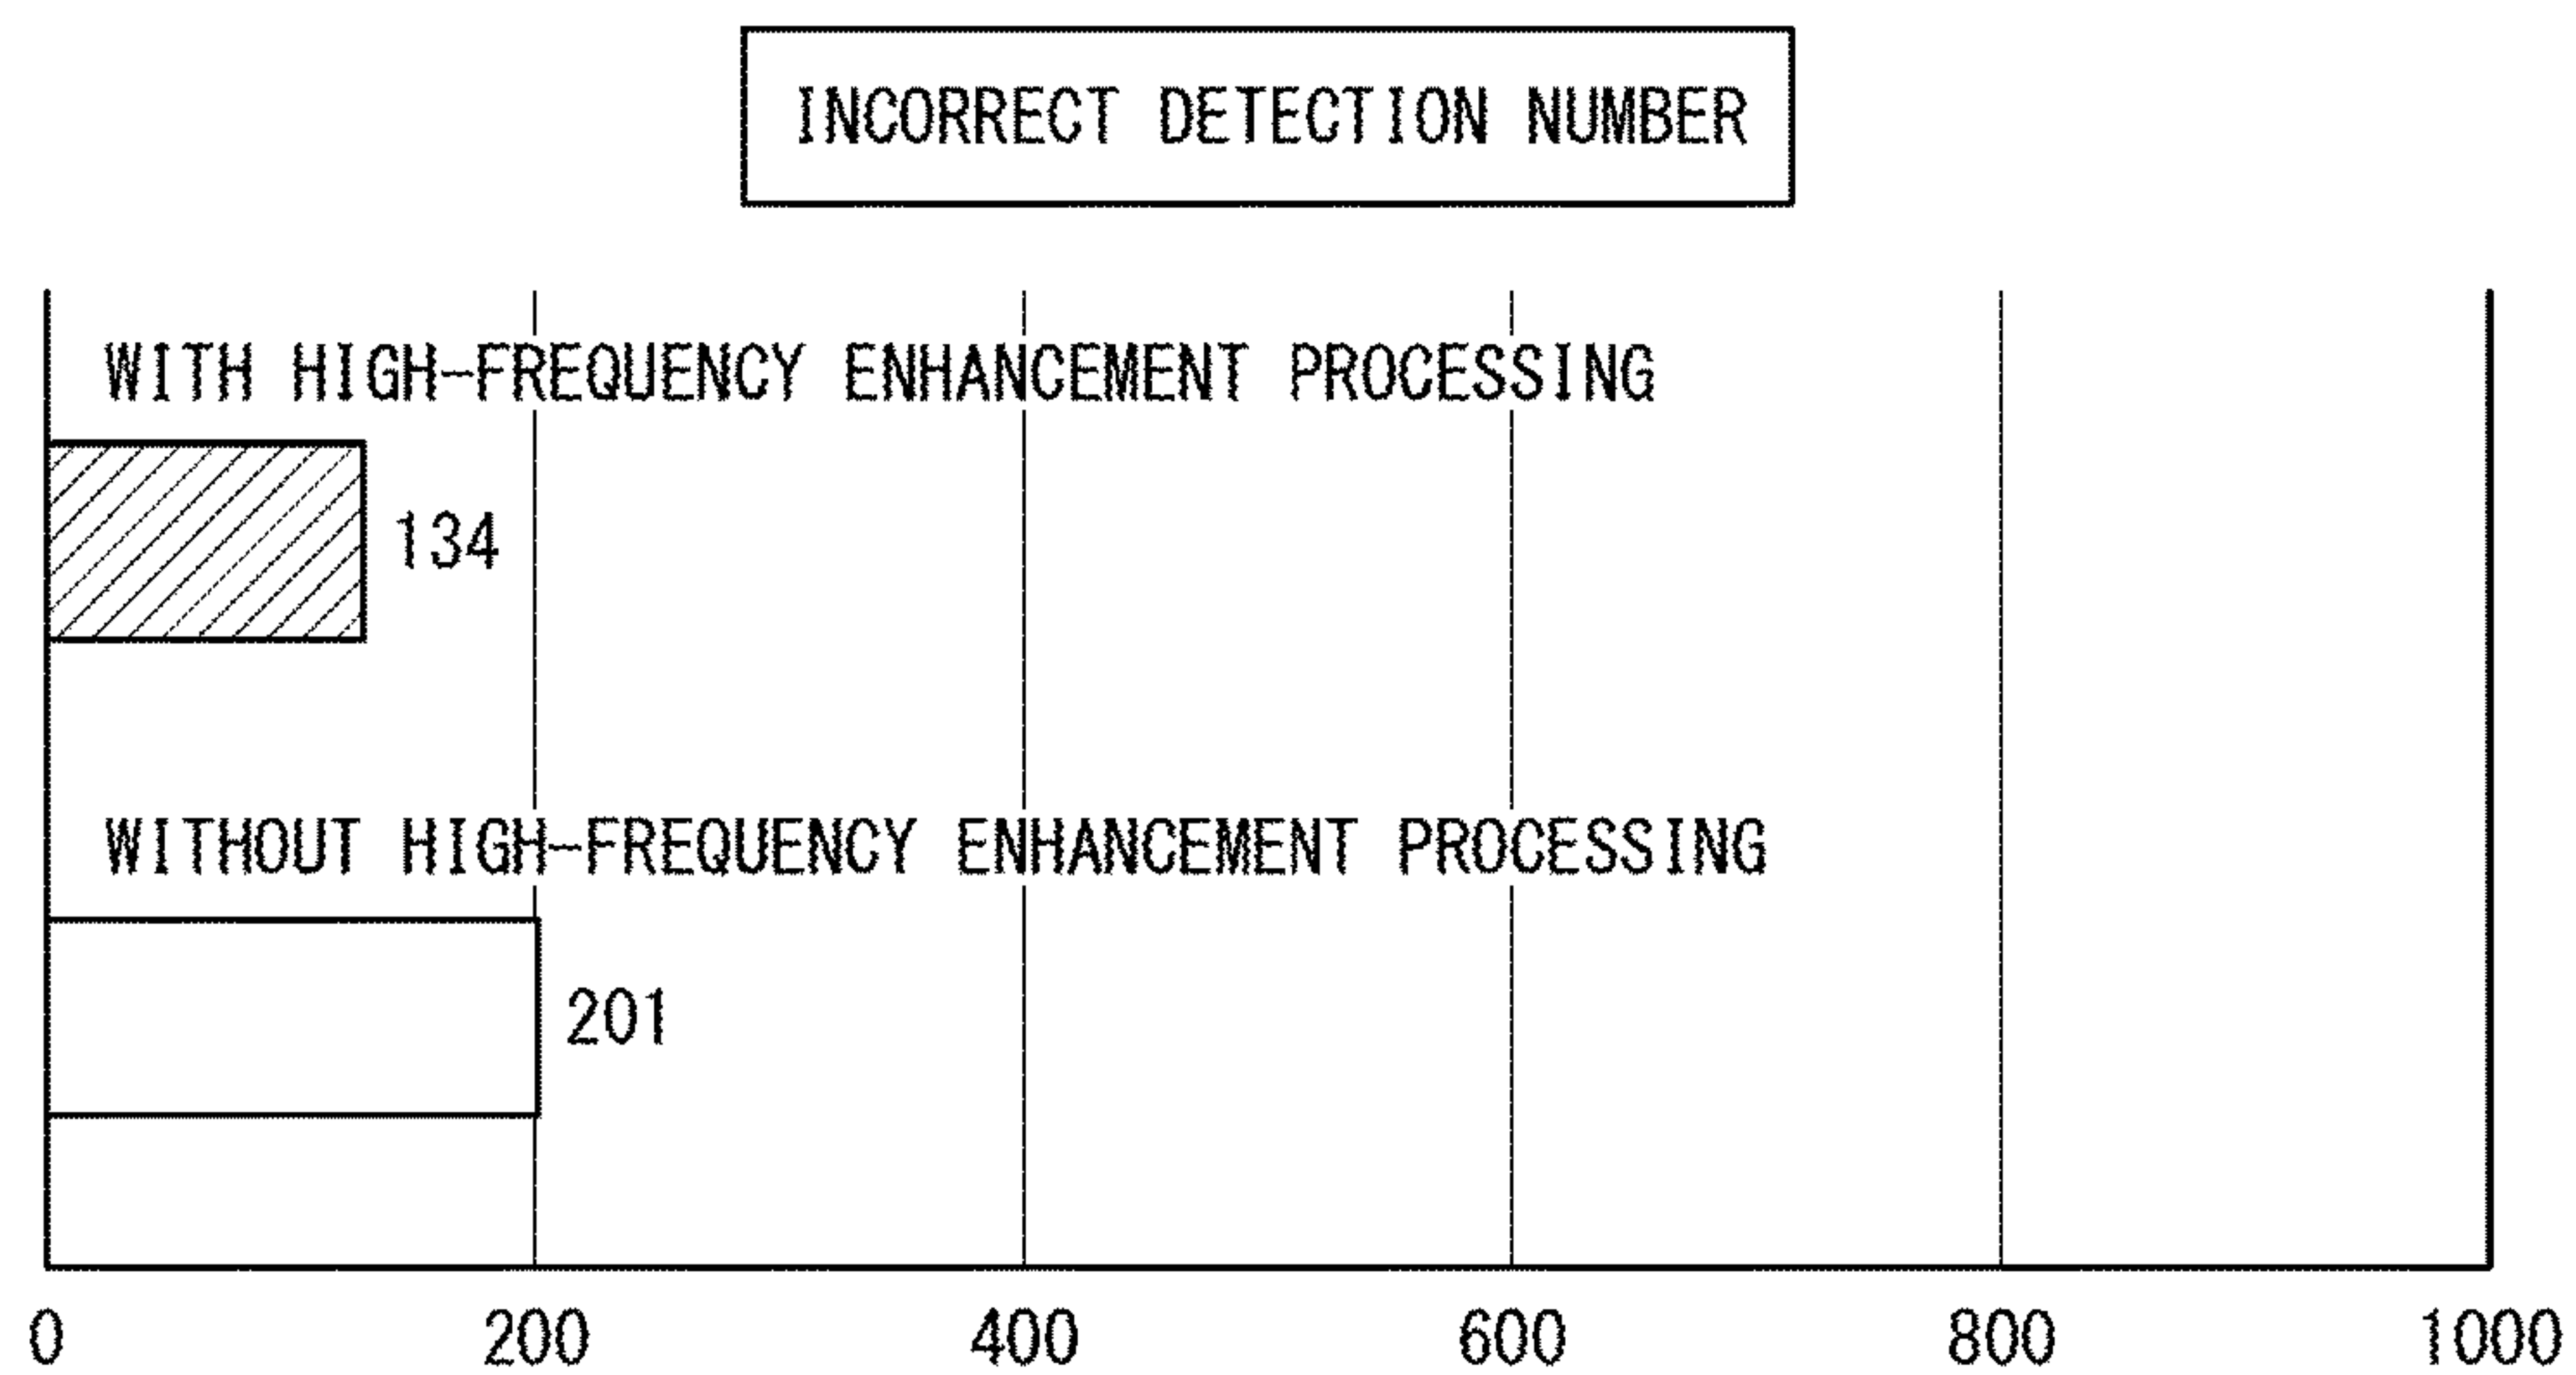 INCORRECT DETECTION NUMBER
WITH HIGH-FREQUENCY ENHANCEMENT PROCESSING
134
WITHOUT HIGH-FREQUENCY ENHANCEMENT PROCESSING
201
0 200 400 600 800 1000